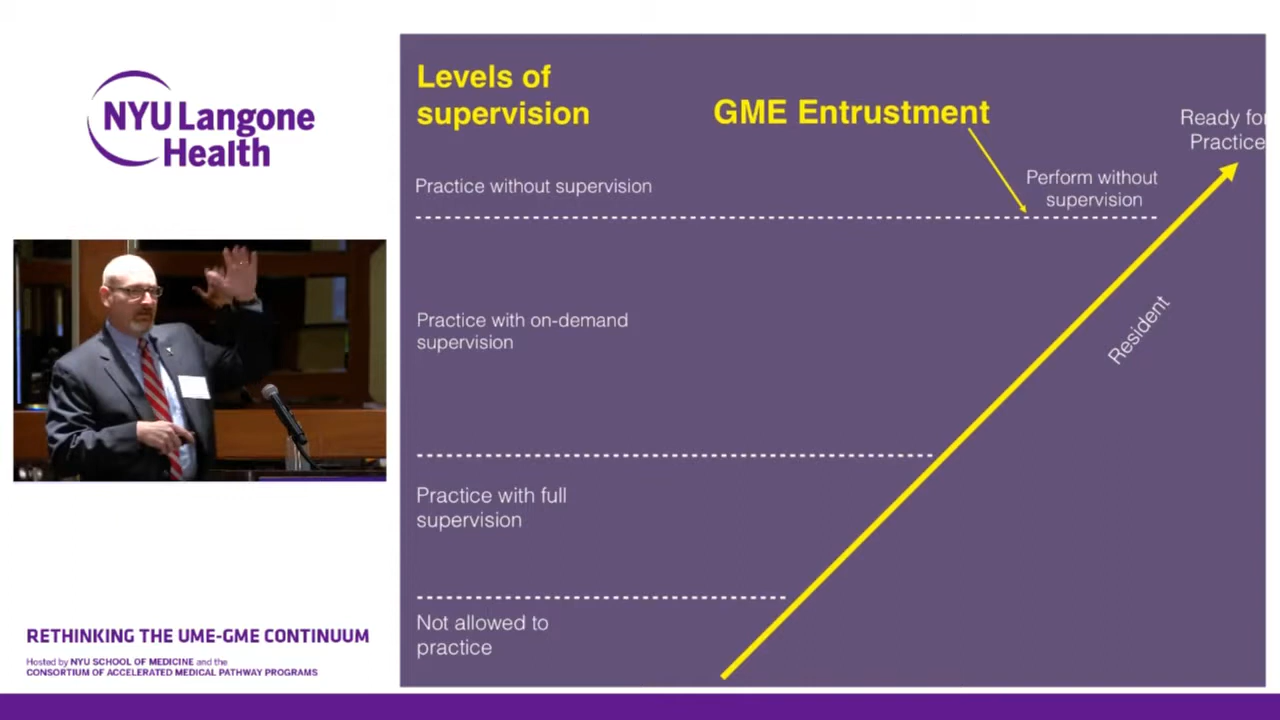 NYU Langone
Health
RETHINKING THE UME-GME CONTINUUM
Hosted by NYU SCHOOL OF MEDICINE and the
CONSORTIUM OF ACCELERATED MEDICAL PATHWAY PROGRAMS
Levels of
supervision
GME Entrustment
Ready for
Practice
Perform without
supervision
Practice without supervision
Practice with on-demand
supervision
Resident
Practice with full
supervision
Not allowed to
practice